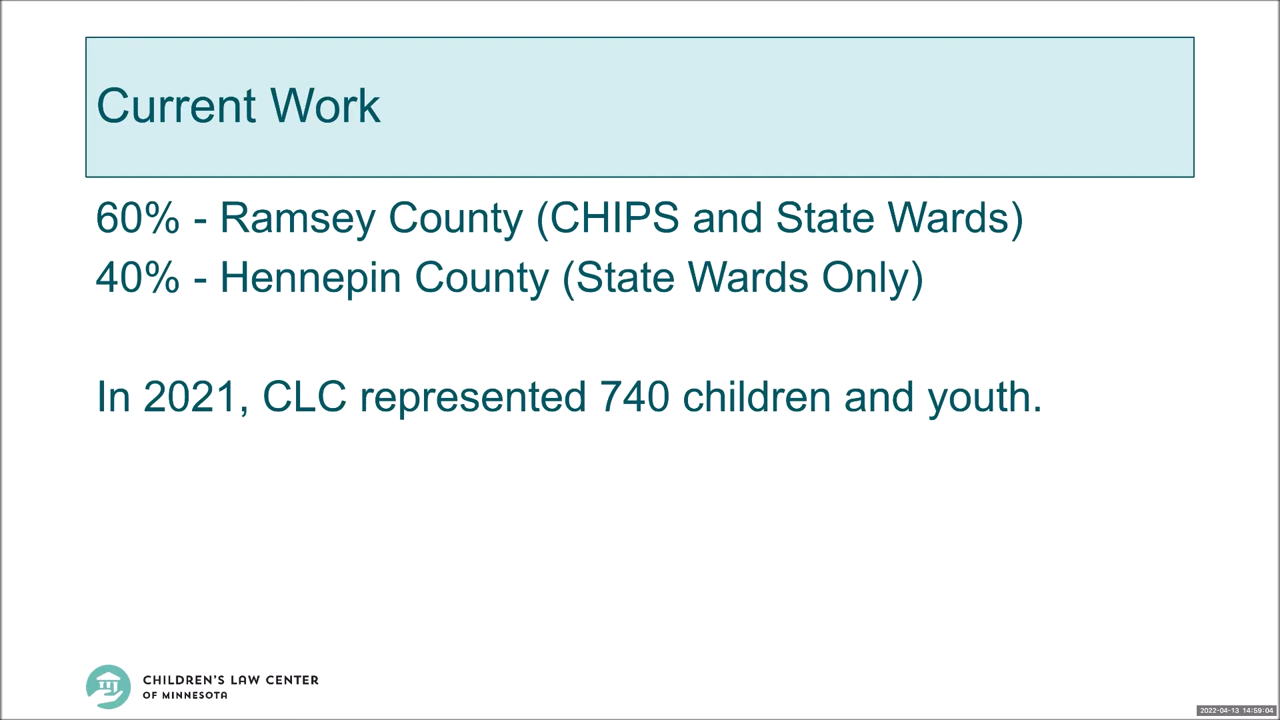 Current Work
60% - Ramsey County (CHIPS and State Wards)
40% - Hennepin County (State Wards Only)
In 2021, CLC represented 740 children and youth.
CHILDREN'S LAW CENTER
OF MINNESOTA
2022-04-13 14:59:04